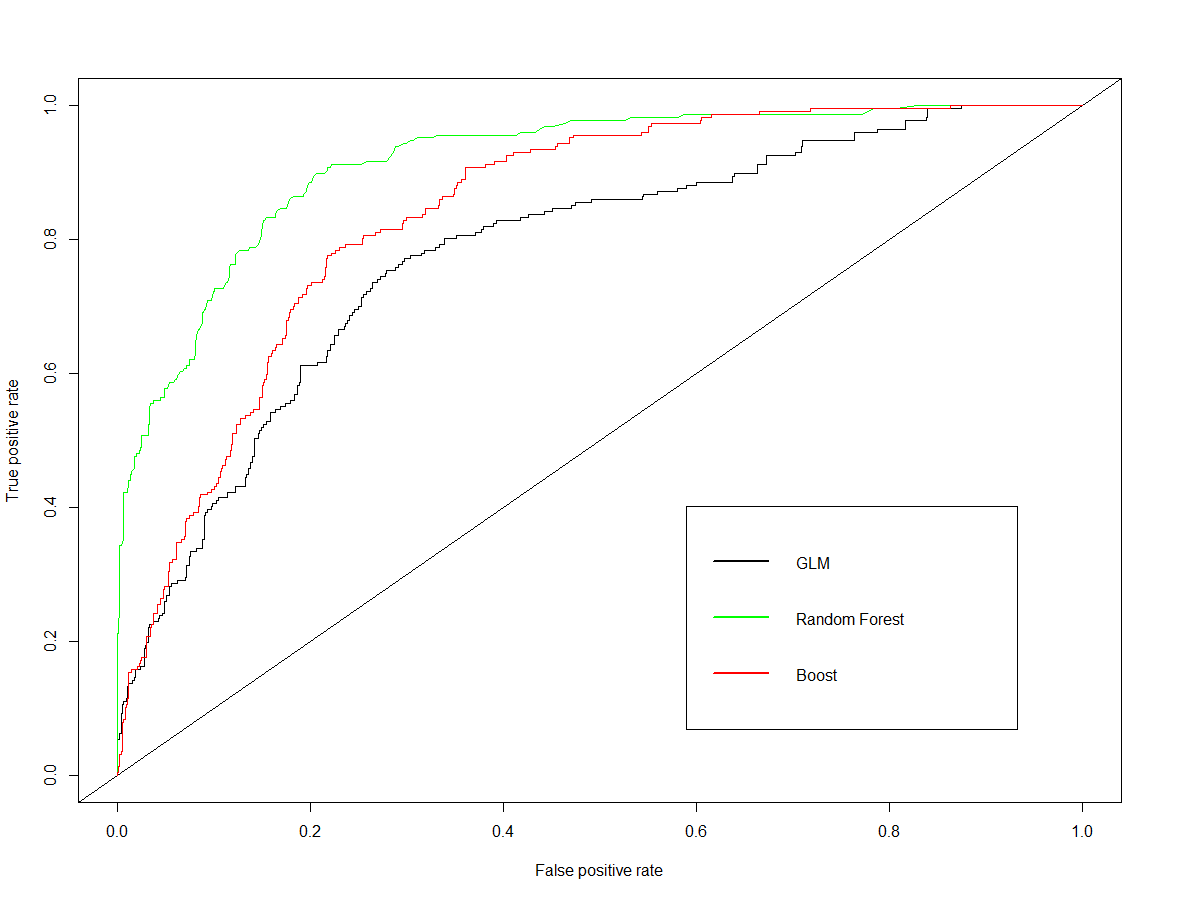 1.0
0.8
0.6
0.4
0.2
0.0
True positive rate
GLM
Random Forest
Boost
0.0 0.2 0.4 0.6 0.8 1.0
False positive rate